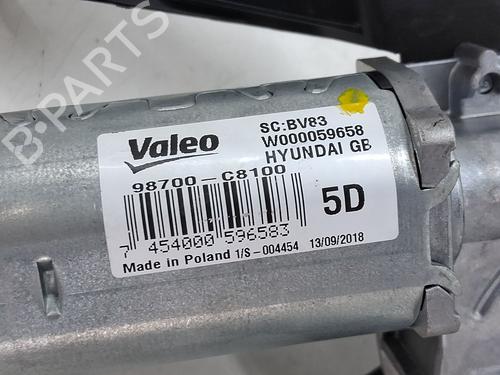 B-PARTS
Valeo
SC:BV83
W000059658
HYUNDAI GB
98700-C8100
5D
7 454000 596583
Made in Poland 1/S-004454 13/09/2018